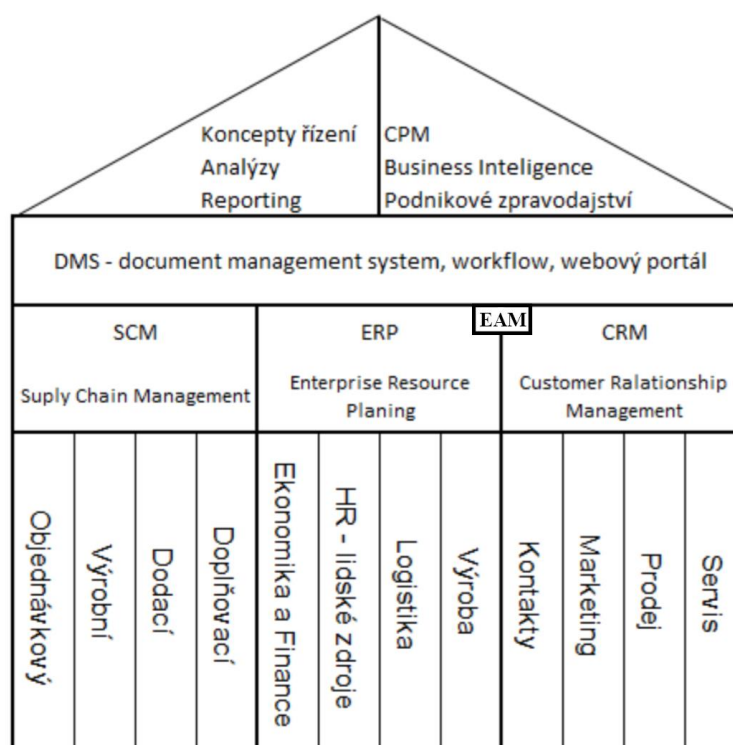 Koncepty řízení
Analýzy
Reporting
CPM
Business Inteligence
Podnikové zpravodajství
DMS - document management system, workflow, webový portál
SCM
Suply Chain Management
ERP
Enterprise Resource
Planing
EAM
CRM
Customer Ralationship
Management
Objednávkový
Výrobní
Dodací
Doplňovací
Ekonomika a Finance
HR - lidské zdroje
Logistika
Výroba
Kontakty
Marketing
Prodej
Servis